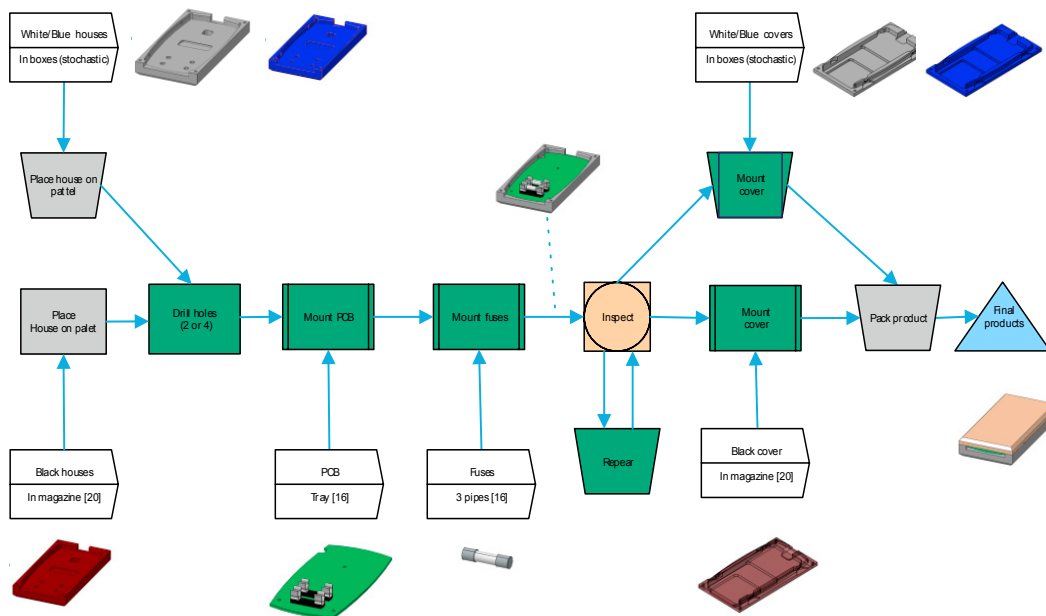 White/Blue houses
In boxes (stochastic)
White/Blue covers
In boxes (stochastic)
Place house on
pattel
Mount
cover
Place
House on palet
Drill holes
(2 or 4)
Mount PCB
Mount fuses
Inspect
Mount
cover
Pack product
Final
products
Black houses
In magazine [20]
PCB
Tray [16]
Fuses
3 pipes [16]
Repear
Black cover
In magazine [20]